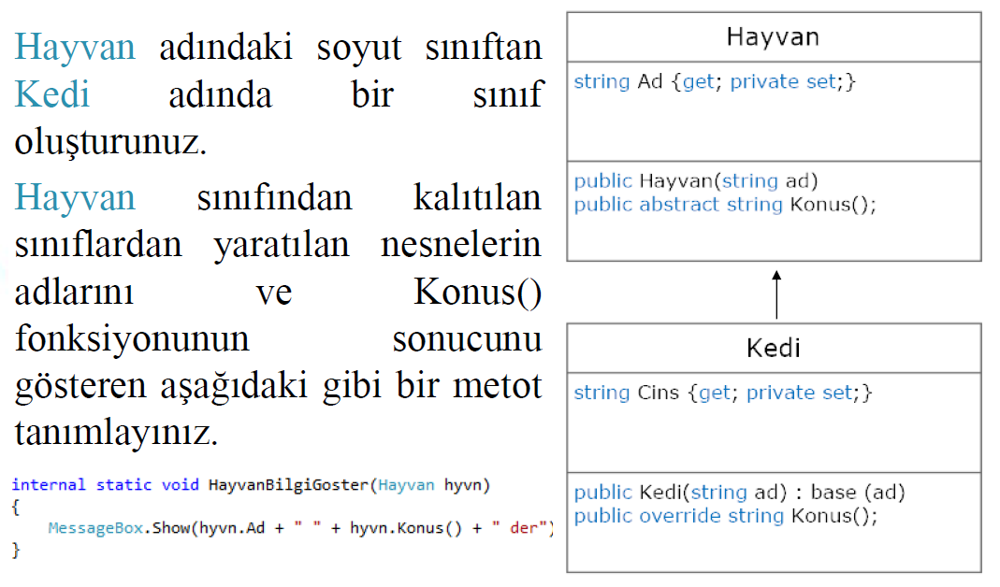 Hayvan adındaki soyut sınıftan
Kedi adında bir sınıf
oluşturunuz.
Hayvan sınıfından kalıtılan
sınıflardan yaratılan nesnelerin
adlarını ve Konus()
fonksiyonunun sonucunu
gösteren aşağıdaki gibi bir metot
tanımlayınız.
internal static void HayvanBilgiGoster(Hayvan hyvn)
{
MessageBox.Show(hyvn.Ad + " " + hyvn.Konus() + " der")
}
Hayvan
string Ad {get; private set;}
public Hayvan(string ad)
public abstract string Konus();
Kedi
string Cins {get; private set;}
public Kedi(string ad) : base (ad)
public override string Konus();